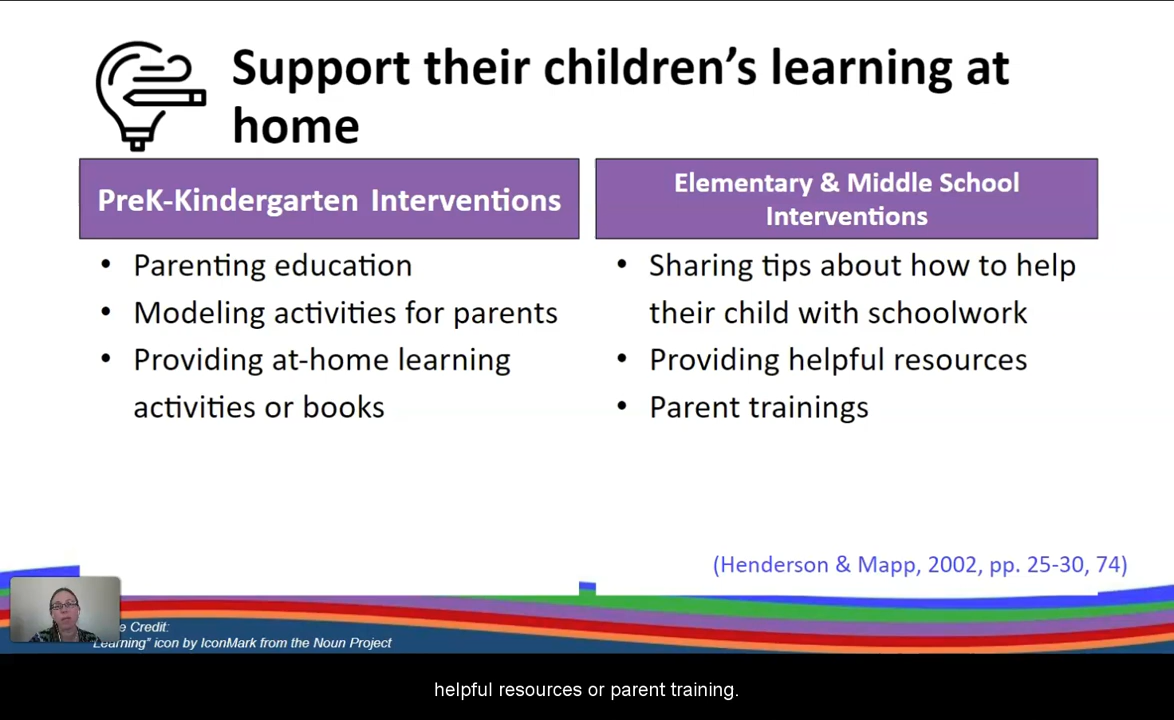 Support their children's learning at
home
PreK-Kindergarten Interventions
• Parenting education
• Modeling activities for parents
• Providing at-home learning
activities or books
Elementary & Middle School
Interventions
• Sharing tips about how to help
their child with schoolwork
• Providing helpful resources
• Parent trainings
(Henderson & Mapp, 2002, pp. 25-30, 74)
e Credit:
Learning" icon by IconMark from the Noun Project
helpful resources or parent training.